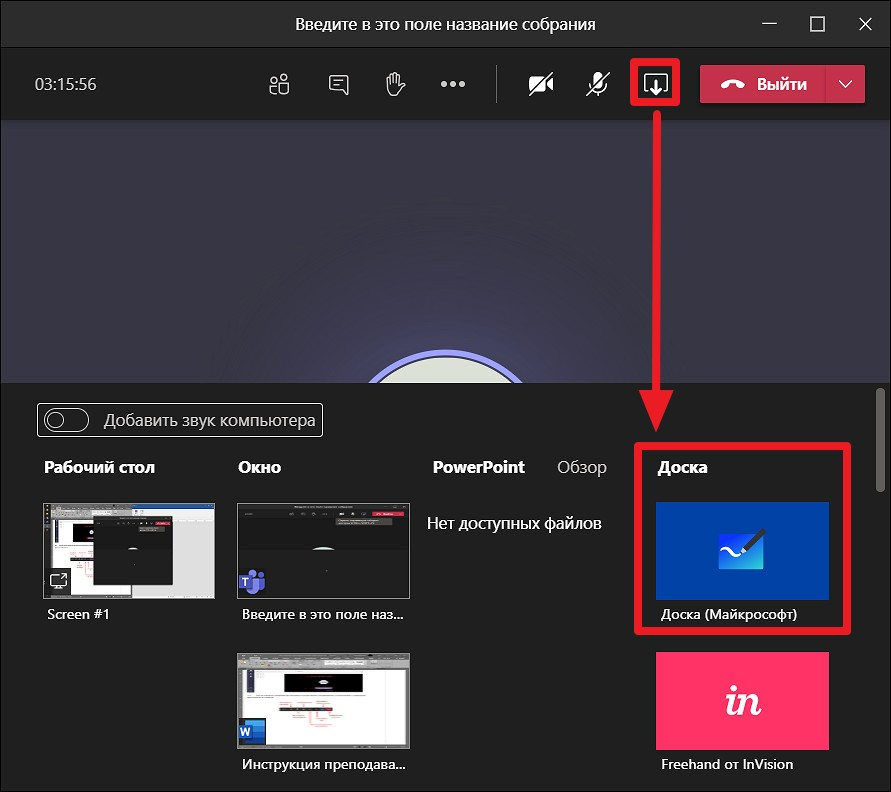 Введите в это поле название собрания
03:15:56
Выйти
Добавить звук компьютера
Рабочий стол
Окно
PowerPoint
Обзор
Доска
Нет доступных файлов
Screen #1
Введите в это поле наз...
Доска (Майкрософт)
in
Инструкция преподава...
Freehand от InVision